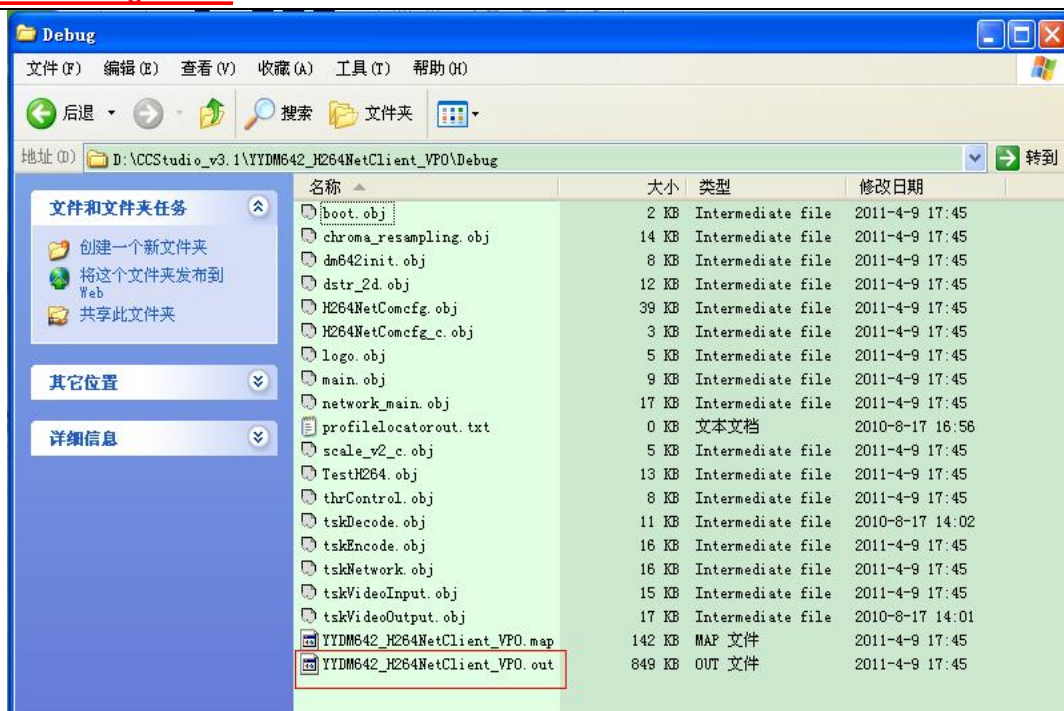 Debug
文件(F) 编辑(E) 查看(V) 收藏(A) 工具(T) 帮助(H)
后退 搜索 文件夹
地址(D) D:\CCStudio_v3.1\YYDM642_H264NetClient_VPO\Debug 转到
文件和文件夹任务
创建一个新文件夹
将这个文件夹发布到
Web
共享此文件夹
其它位置
详细信息
名称 大小 类型 修改日期
boot.obj 2 KB Intermediate file 2011-4-9 17:45
chroma_resampling.obj 14 KB Intermediate file 2011-4-9 17:45
dm642init.obj 8 KB Intermediate file 2011-4-9 17:45
dstr_2d.obj 12 KB Intermediate file 2011-4-9 17:45
H264NetComcfg.obj 39 KB Intermediate file 2011-4-9 17:45
H264NetComcfg_c.obj 3 KB Intermediate file 2011-4-9 17:45
logo.obj 5 KB Intermediate file 2011-4-9 17:45
main.obj 9 KB Intermediate file 2011-4-9 17:45
network_main.obj 17 KB Intermediate file 2011-4-9 17:45
profilelocatorout.txt 0 KB 文本文档 2010-8-17 16:56
scale_v2_c.obj 5 KB Intermediate file 2011-4-9 17:45
TestH264.obj 13 KB Intermediate file 2011-4-9 17:45
thrControl.obj 8 KB Intermediate file 2011-4-9 17:45
tskDecode.obj 11 KB Intermediate file 2010-8-17 14:02
tskEncode.obj 16 KB Intermediate file 2011-4-9 17:45
tskNetwork.obj 16 KB Intermediate file 2011-4-9 17:45
tskVideoInput.obj 15 KB Intermediate file 2011-4-9 17:45
tskVideoOutput.obj 17 KB Intermediate file 2010-8-17 14:01
YYDM642_H264NetClient_VPO.map 142 KB MAP 文件 2011-4-9 17:45
YYDM642_H264NetClient_VPO.out 849 KB OUT 文件 2011-4-9 17:45